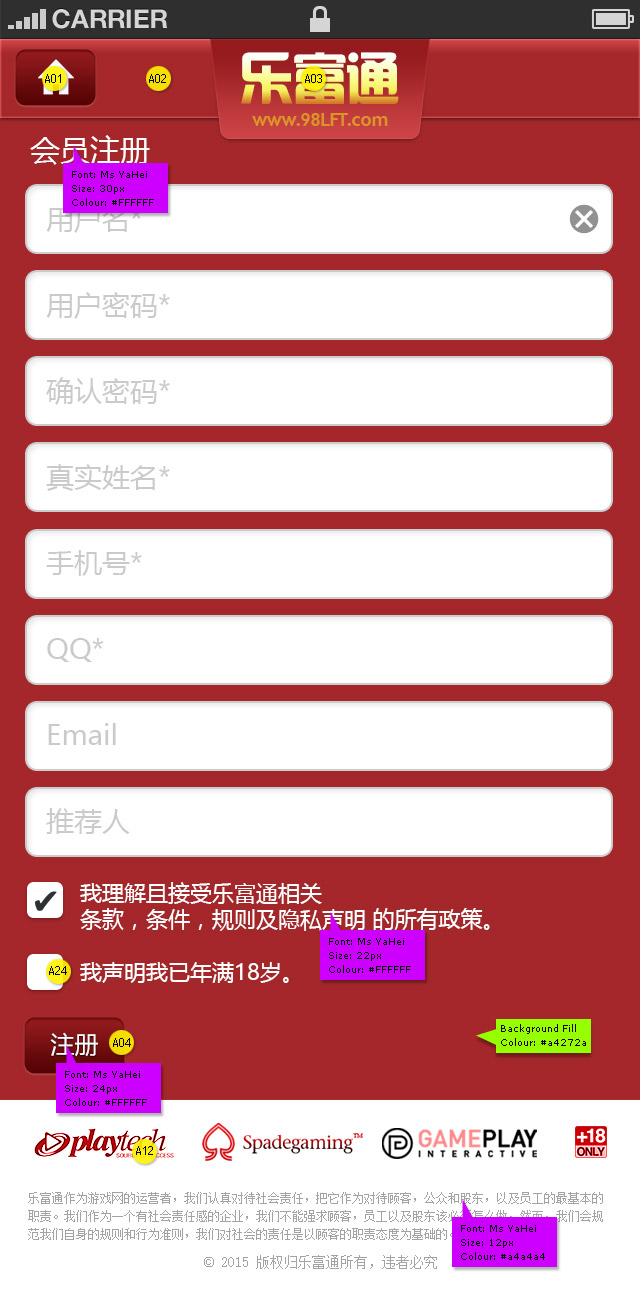 CARRIER
A01
A02
乐富通
A03
www.98LFT.com
会员注册
Font: Ms YaHei
Size: 30px
Colour: #FFFFFF
用户名*
用户密码*
确认密码*
真实姓名*
手机号*
QQ*
Email
推荐人
我理解且接受乐富通相关
条款，条件，规则及隐私声明 的所有政策。
Font: Ms YaHei
Size: 22px
Colour: #FFFFFF
A24
我声明我已年满18岁。
注册
A04
Background Fill
Colour: #a4272a
Font: Ms YaHei
Size: 24px
Colour: #FFFFFF
playtech
A12
Spadegaming™
GAMEPLAY
INTERACTIVE
+18
ONLY
乐富通作为游戏网的运营者，我们认真对待社会责任，把它作为对待顾客，公众和股东，以及员工的最基本的
职责。我们作为一个有社会责任感的企业，我们不能强求顾客，员工以及股东该必须怎么做，然而，我们会规
范我们自身的规则和行为准则，我们对社会的责任是以顾客的职责态度为基础的。
Font: Ms YaHei
Size: 12px
Colour: #a4a4a4
© 2015 版权归乐富通所有，违者必究